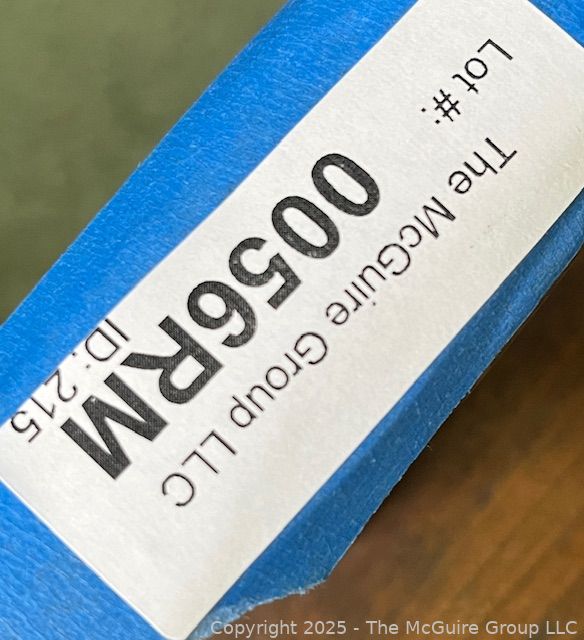 The McGuire Group LLC
Lot #:
0056RM
ID: 215
Copyright 2025 - The McGuire Group LLC